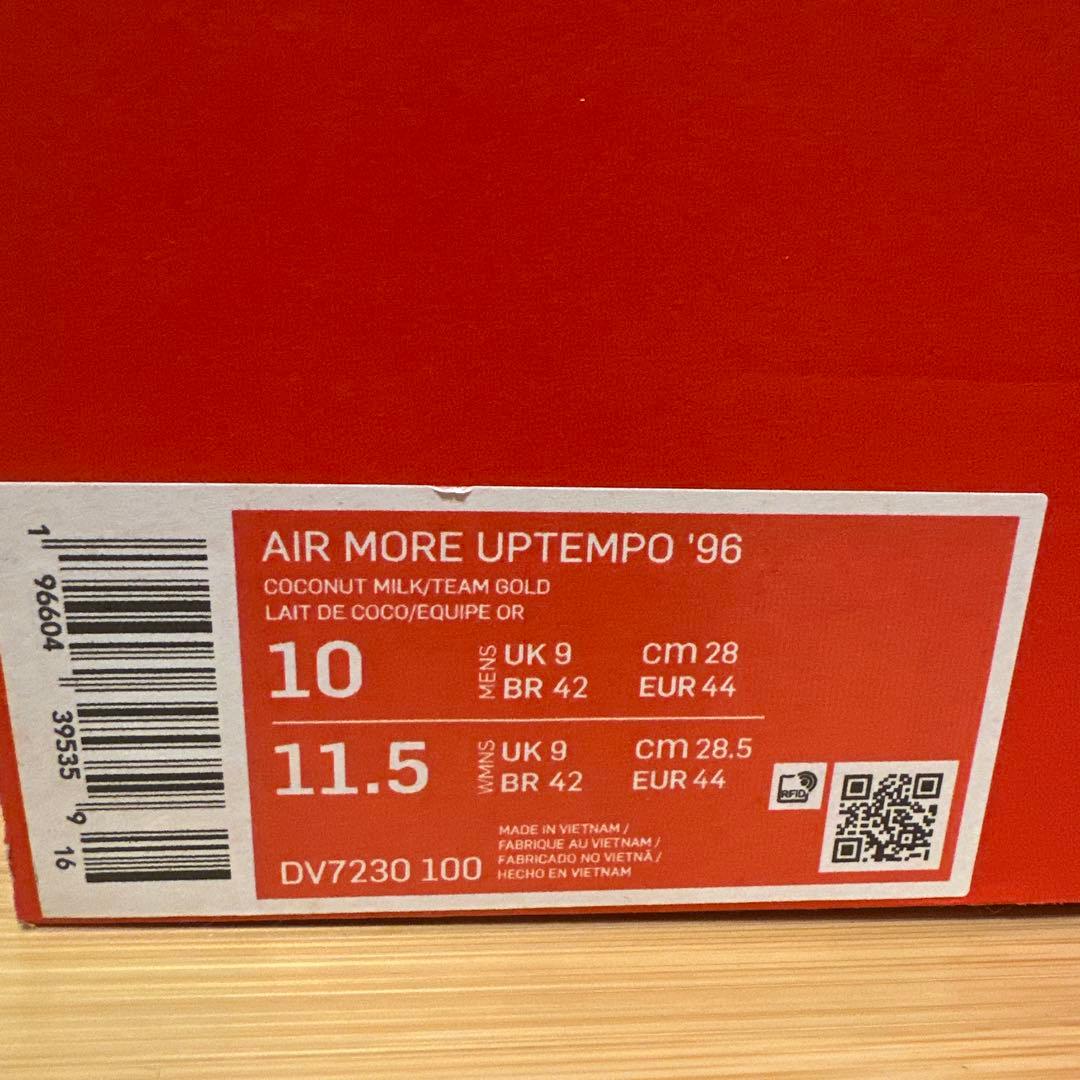 AIR MORE UPTEMPO '96
COCONUT MILK/TEAM GOLD
LAIT DE COCO/EQUIPE OR
10 MENS UK 9 cm 28
BR 42 EUR 44
11.5 WMNS UK 9 cm 28.5
BR 42 EUR 44
RFID
MADE IN VIETNAM /
FABRIQUE AU VIETNAM /
FABRICADO NO VIETNÃ /
HECHO EN VIETNAM
DV7230 100
1 96604 39535 9 16